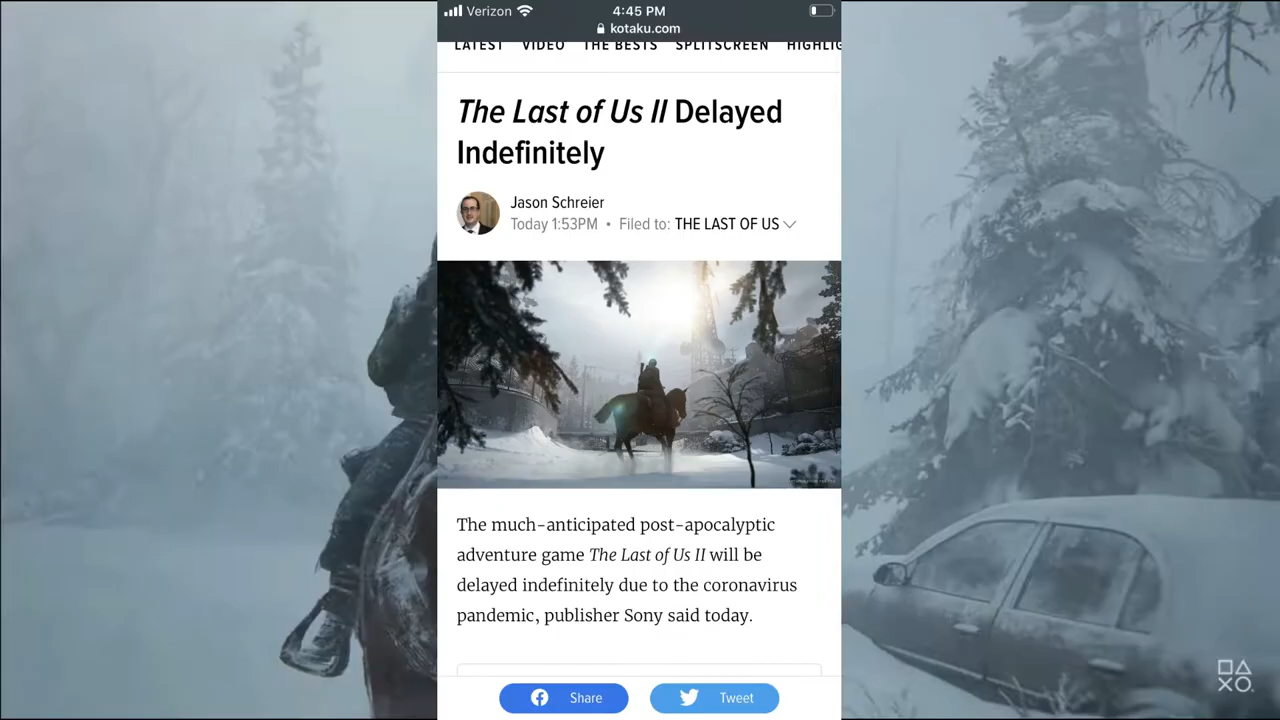 Verizon 4:45 PM
kotaku.com
LATEST VIDEO THE BESTS SPLITSCREEN HIGHLIG
The Last of Us II Delayed
Indefinitely
Jason Schreier
Today 1:53PM • Filed to: THE LAST OF US
The much-anticipated post-apocalyptic
adventure game The Last of Us II will be
delayed indefinitely due to the coronavirus
pandemic, publisher Sony said today.
Share Tweet